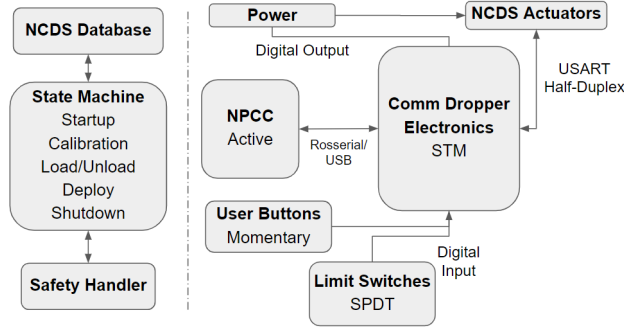 NCDS Database
State Machine
Startup
Calibration
Load/Unload
Deploy
Shutdown
Safety Handler
Power
NCDS Actuators
Digital Output
USART
Half-Duplex
NPCC
Active
Rosserial/
USB
Comm Dropper
Electronics
STM
User Buttons
Momentary
Digital
Input
Limit Switches
SPDT